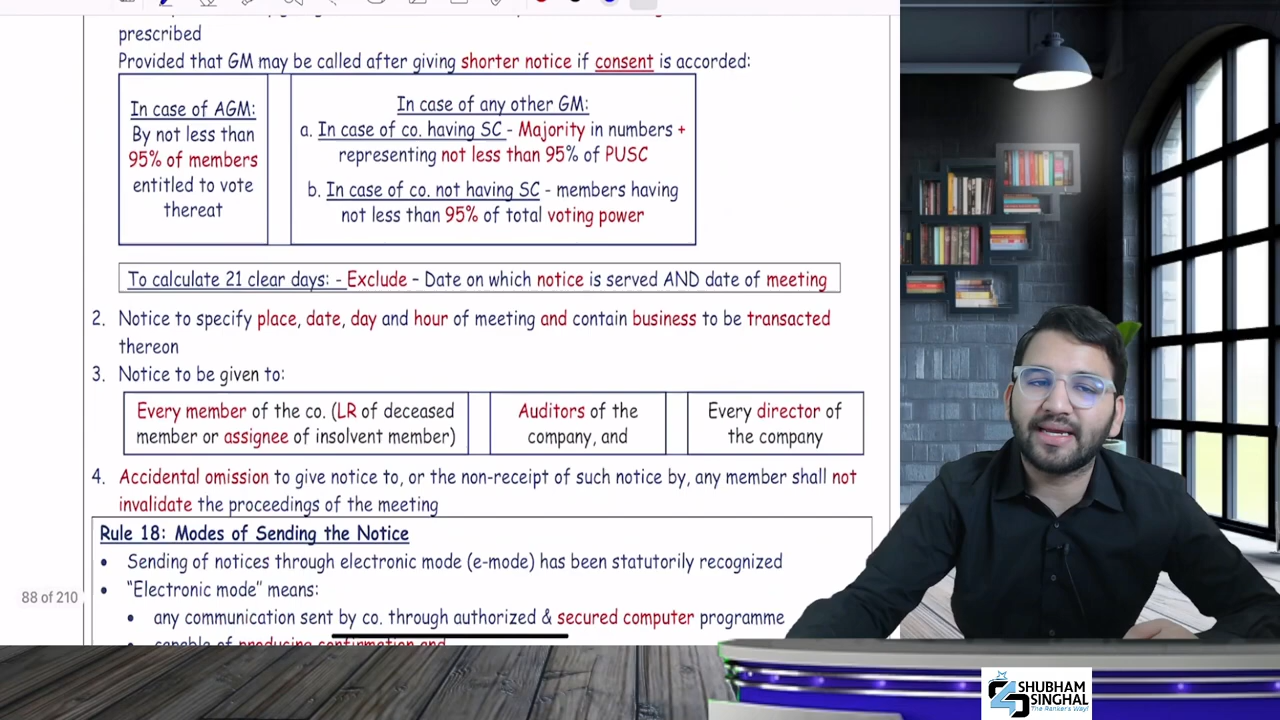 prescribed
Provided that GM may be called after giving shorter notice if consent is accorded:
In case of AGM:
By not less than
95% of members
entitled to vote
thereat
In case of any other GM:
a. In case of co. having SC - Majority in numbers +
representing not less than 95% of PUSC
b. In case of co. not having SC - members having
not less than 95% of total voting power
To calculate 21 clear days: - Exclude – Date on which notice is served AND date of meeting
2. Notice to specify place, date, day and hour of meeting and contain business to be transacted
thereon
3. Notice to be given to:
Every member of the co. (LR of deceased
member or assignee of insolvent member)
Auditors of the
company, and
Every director of
the company
4. Accidental omission to give notice to, or the non-receipt of such notice by, any member shall not
invalidate the proceedings of the meeting
Rule 18: Modes of Sending the Notice
• Sending of notices through electronic mode (e-mode) has been statutorily recognized
• "Electronic mode" means:
• any communication sent by co. through authorized & secured computer programme
• capable of producing confirmation and
88 of 210
SHUBHAM
SINGHAL
The Ranker's Way!